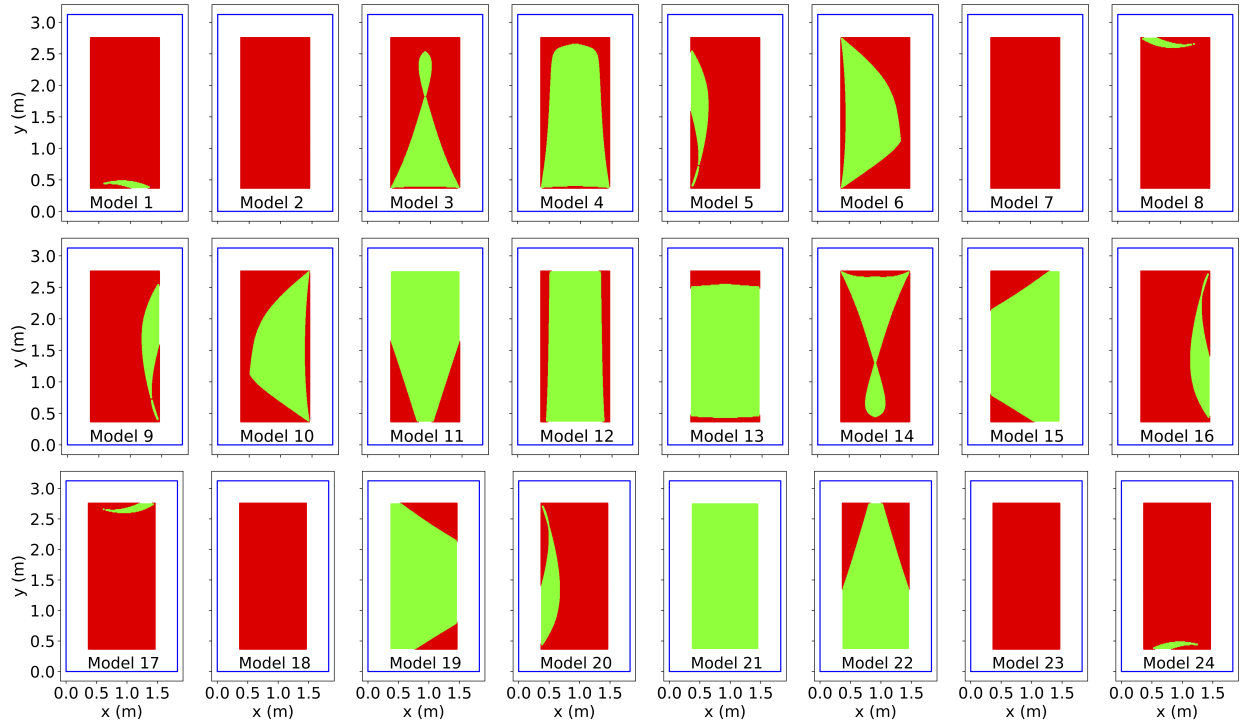 3.0
2.5
2.0
1.5
1.0
0.5
0.0
y (m)
Model 1
Model 2
Model 3
Model 4
Model 5
Model 6
Model 7
Model 8
3.0
2.5
2.0
1.5
1.0
0.5
0.0
y (m)
Model 9
Model 10
Model 11
Model 12
Model 13
Model 14
Model 15
Model 16
3.0
2.5
2.0
1.5
1.0
0.5
0.0
y (m)
Model 17
Model 18
Model 19
Model 20
Model 21
Model 22
Model 23
Model 24
0.0 0.5 1.0 1.5
0.0 0.5 1.0 1.5
0.0 0.5 1.0 1.5
0.0 0.5 1.0 1.5
0.0 0.5 1.0 1.5
0.0 0.5 1.0 1.5
0.0 0.5 1.0 1.5
0.0 0.5 1.0 1.5
x (m)
x (m)
x (m)
x (m)
x (m)
x (m)
x (m)
x (m)